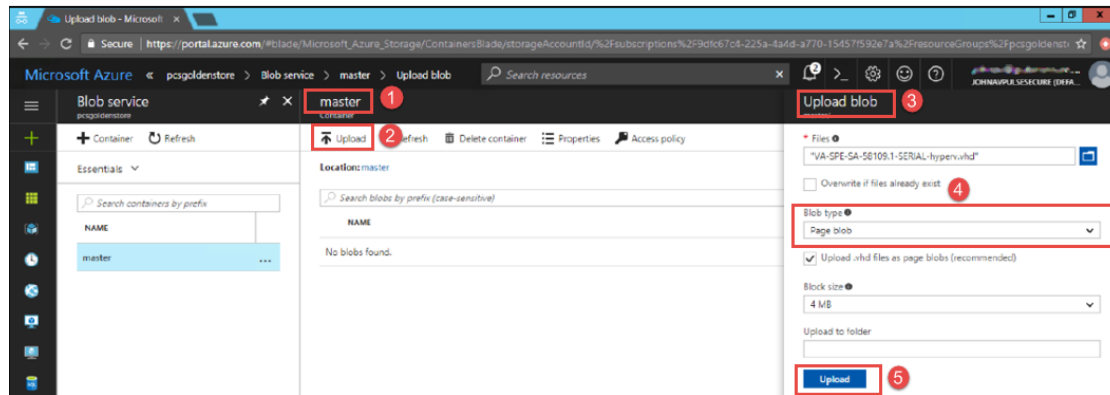 Upload blob - Microsoft ×
Secure | https://portal.azure.com/#blade/Microsoft_Azure_Storage/ContainersBlade/storageAccountId/%2Fsubscriptions%2F9dfc67c4-225a-4a4d-a770-15457f592e7a%2FresourceGroups%2Fpcsgoldenst
Microsoft Azure « pcsgoldenstore > Blob service > master > Upload blob
Search resources ×
2
JOHNAVPULSESECURE (DEFA...
Blob service
pcsgoldenstore
+ Container Refresh
Essentials
Search containers by prefix
NAME
master ...
master 1
Container
Upload 2 efresh Delete container Properties Access policy
Location: master
Search blobs by prefix (case-sensitive)
NAME
No blobs found.
Upload blob 3
master/
* Files
"VA-SPE-SA-58109.1-SERIAL-hyperv.vhd"
Overwrite if files already exist
4
Blob type
Page blob
Upload .vhd files as page blobs (recommended)
Block size
4 MB
Upload to folder
Upload 5